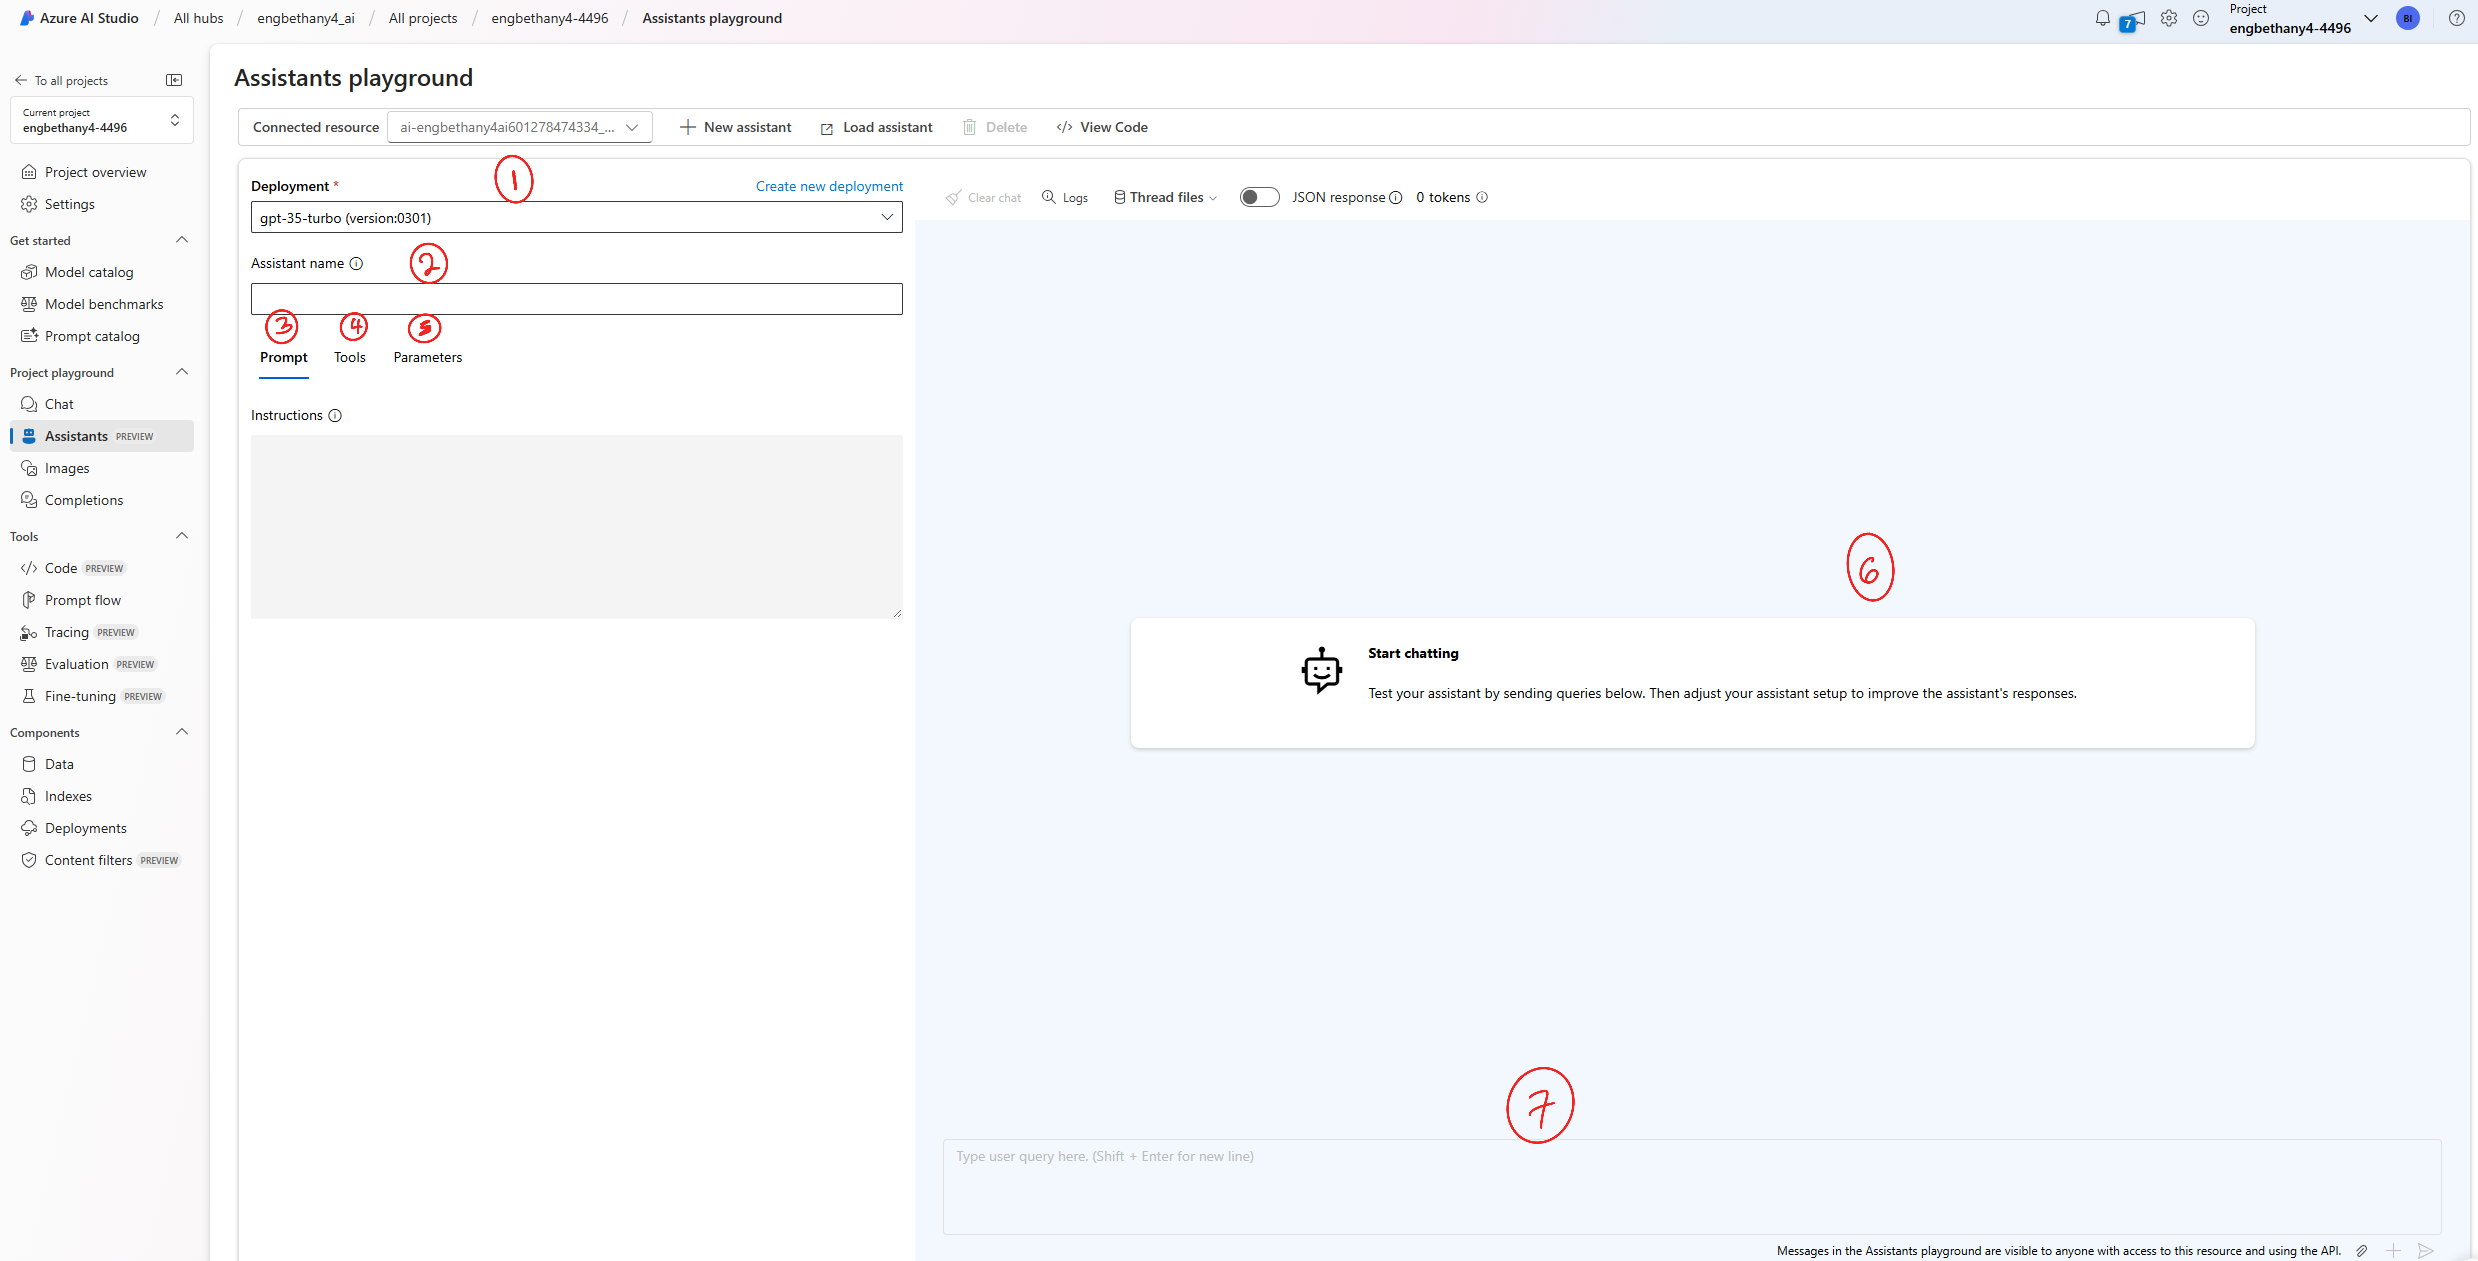 Azure AI Studio / All hubs / engbethany4_ai / All projects / engbethany4-4496 / Assistants playground
7
Project
engbethany4-4496
BI
To all projects
Current project
engbethany4-4496
Project overview
Settings
Get started
Model catalog
Model benchmarks
Prompt catalog
Project playground
Chat
Assistants PREVIEW
Images
Completions
Tools
Code PREVIEW
Prompt flow
Tracing PREVIEW
Evaluation PREVIEW
Fine-tuning PREVIEW
Components
Data
Indexes
Deployments
Content filters PREVIEW
Assistants playground
Connected resource ai-engbethany4ai601278474334_... New assistant Load assistant Delete View Code
1
Deployment * Create new deployment
gpt-35-turbo (version:0301)
2
Assistant name
3 4 5
Prompt Tools Parameters
Instructions
Clear chat Logs Thread files JSON response 0 tokens
6
Start chatting
Test your assistant by sending queries below. Then adjust your assistant setup to improve the assistant's responses.
7
Type user query here. (Shift + Enter for new line)
Messages in the Assistants playground are visible to anyone with access to this resource and using the API.